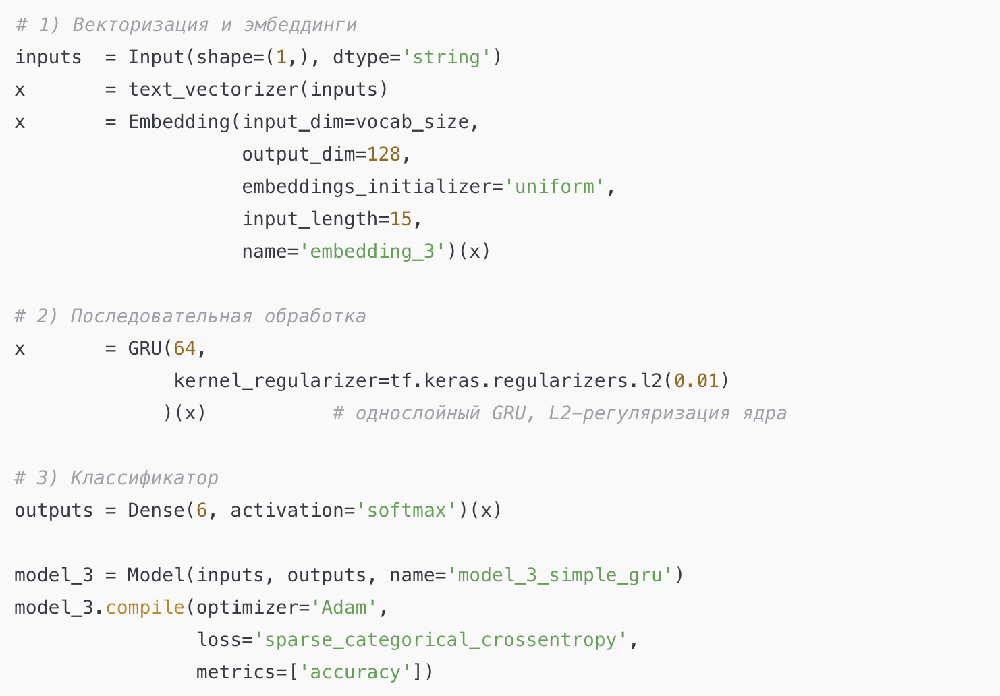 # 1) Векторизация и эмбеддинги
inputs  = Input(shape=(1,), dtype='string')
x       = text_vectorizer(inputs)
x       = Embedding(input_dim=vocab_size,
                    output_dim=128,
                    embeddings_initializer='uniform',
                    input_length=15,
                    name='embedding_3')(x)
# 2) Последовательная обработка
x       = GRU(64,
              kernel_regularizer=tf.keras.regularizers.l2(0.01)
             )(x)           # однослойный GRU, L2−регуляризация ядра
# 3) Классификатор
outputs = Dense(6, activation='softmax')(x)
model_3 = Model(inputs, outputs, name='model_3_simple_gru')
model_3.compile(optimizer='Adam',
                loss='sparse_categorical_crossentropy',
                metrics=['accuracy'])